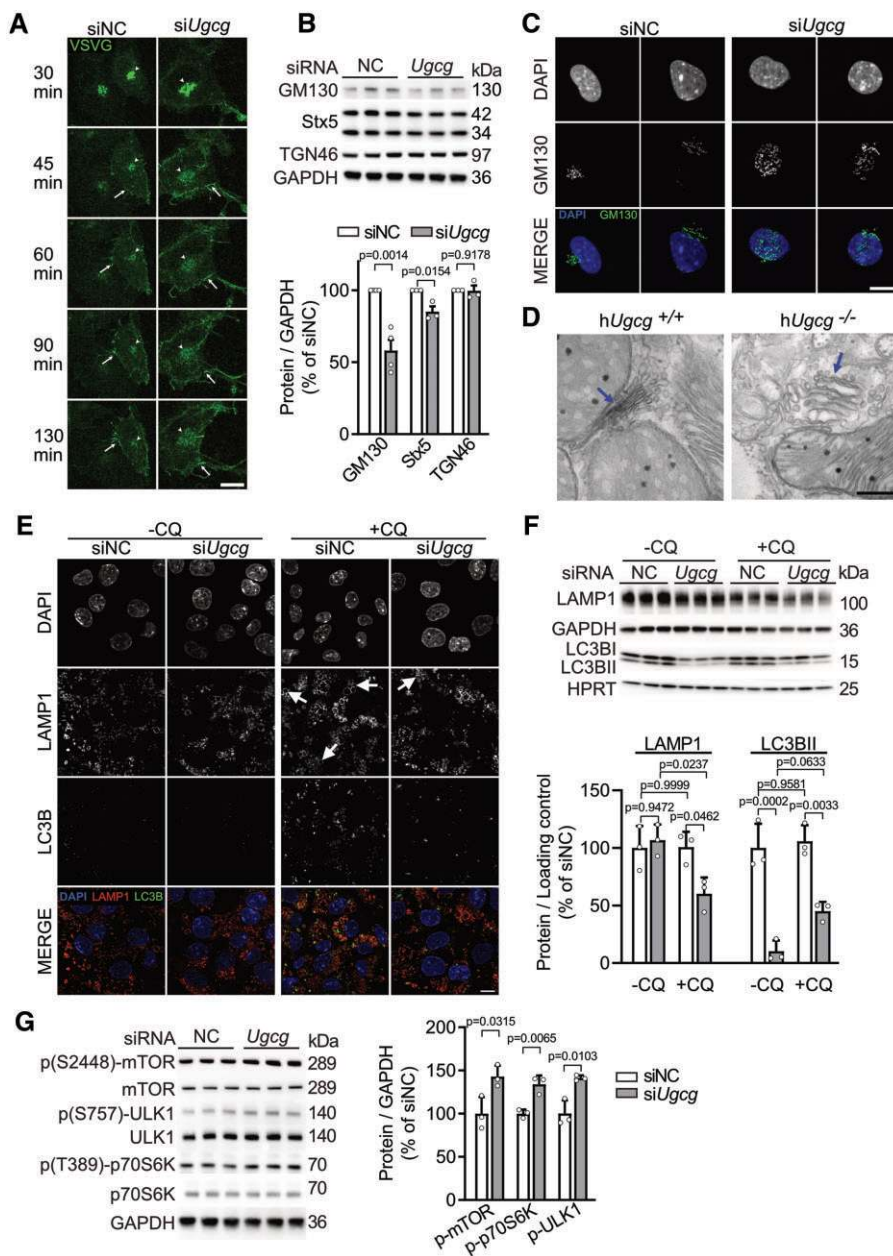 A
siNC siUgcg
VSVG
30 min
45 min
60 min
90 min
130 min
B
siRNA NC Ugcg kDa
GM130 130
Stx5 42
34
TGN46 97
GAPDH 36
siNC siUgcg
p=0.9178
p=0.0014 p=0.0154
Protein / GAPDH
(% of siNC)
100
50
0
GM130 Stx5 TGN46
C
siNC siUgcg
DAPI
GM130
MERGE
DAPI GM130
D
hUgcg +/+ hUgcg -/-
E
-CQ +CQ
siNC siUgcg siNC siUgcg
DAPI
LAMP1
LC3B
MERGE
DAPI LAMP1 LC3B
F
-CQ +CQ
siRNA NC Ugcg NC Ugcg kDa
LAMP1 100
GAPDH 36
LC3BI
LC3BII 15
HPRT 25
LAMP1 LC3BII
p=0.0237 p=0.0633
p=0.9999 p=0.9581
p=0.9472 p=0.0462 p=0.0002 p=0.0033
Protein / Loading control
(% of siNC)
150
100
50
0
-CQ +CQ -CQ +CQ
G
siRNA NC Ugcg kDa
p(S2448)-mTOR 289
mTOR 289
p(S757)-ULK1 140
ULK1 140
p(T389)-p70S6K 70
p70S6K 70
GAPDH 36
Protein / GAPDH
(% of siNC)
200
150
100
50
0
p=0.0315 p=0.0065
p=0.0103
p-mTOR p-p70S6K p-ULK1
siNC
siUgcg